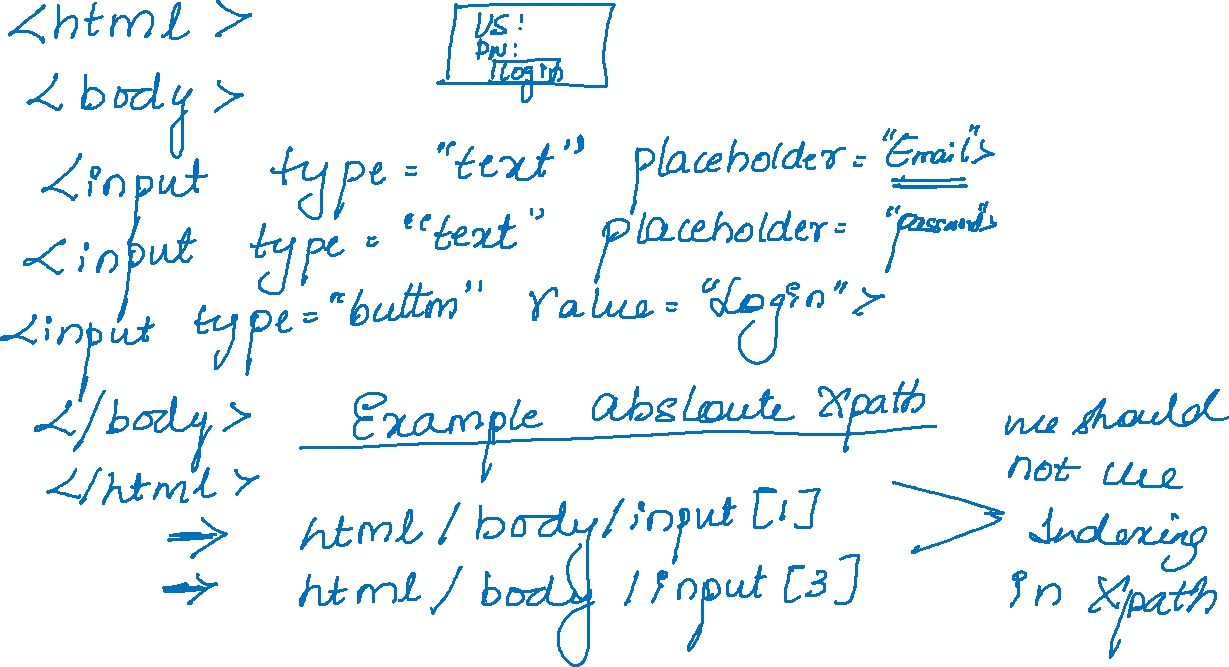 <html>
US:
PW:
login
<body>
<input type="text" placeholder="Email">
<input type="text" placeholder="password">
<input type="button" value="Login">
</body>
Example absloute Xpath
</html>
⇒ html/body/input[1]
⇒ html/body/input[3]
we should
not use
Indexing
in Xpath